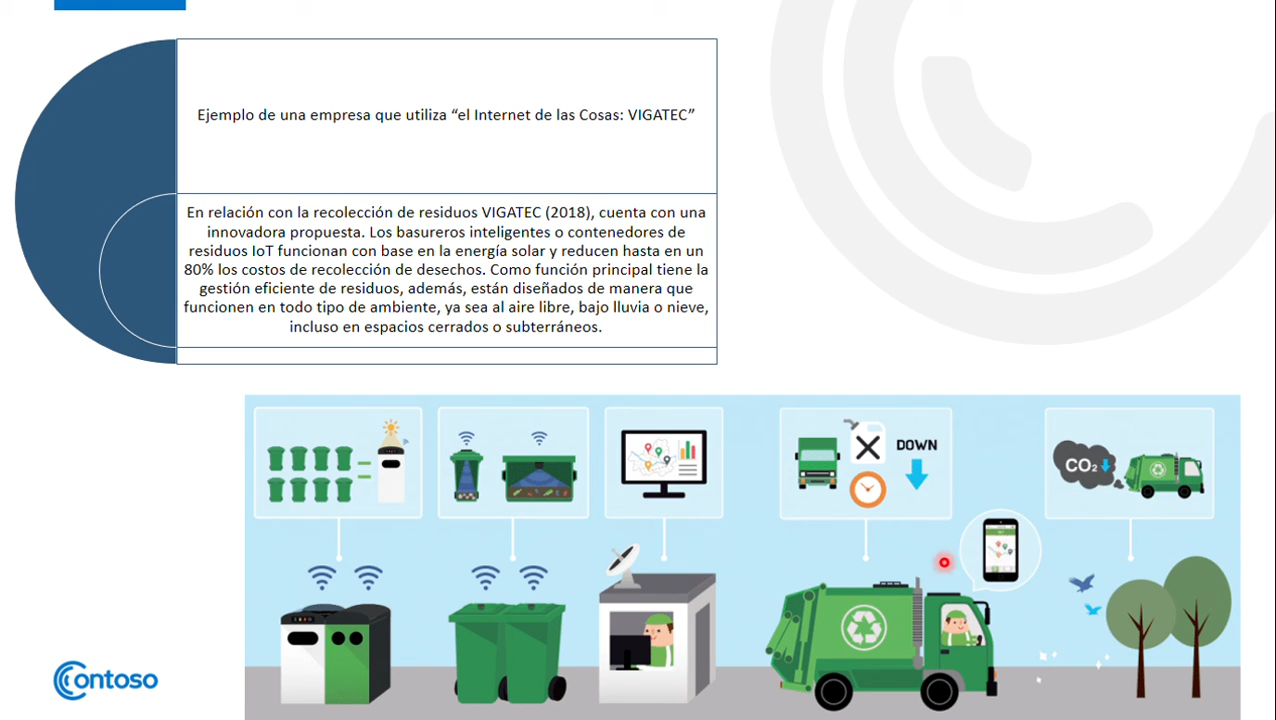 Ejemplo de una empresa que utiliza “el Internet de las Cosas: VIGATEC”
En relación con la recolección de residuos VIGATEC (2018), cuenta con una
innovadora propuesta. Los basureros inteligentes o contenedores de
residuos IoT funcionan con base en la energía solar y reducen hasta en un
80% los costos de recolección de desechos. Como función principal tiene la
gestión eficiente de residuos, además, están diseñados de manera que
funcionen en todo tipo de ambiente, ya sea al aire libre, bajo lluvia o nieve,
incluso en espacios cerrados o subterráneos.
DOWN
CO₂
Contoso